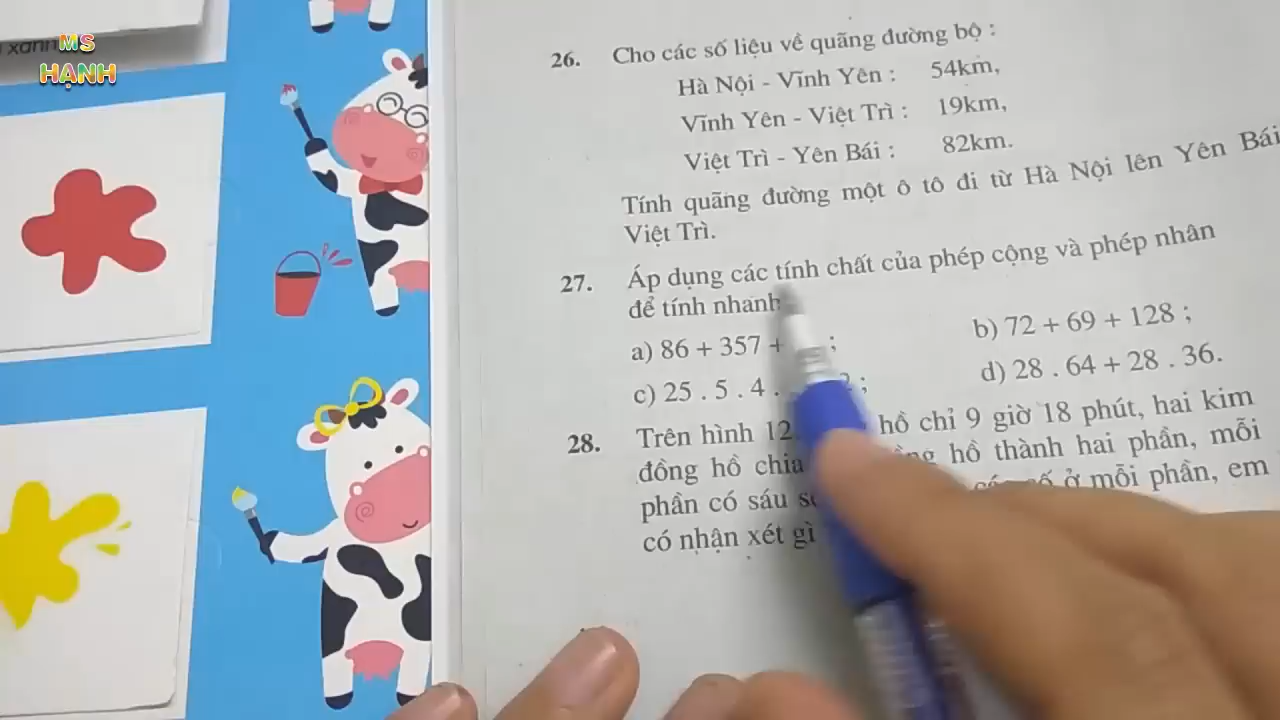 xanh
MS
HẠNH
26. Cho các số liệu về quãng đường bộ :
Hà Nội - Vĩnh Yên : 54km,
Vĩnh Yên - Việt Trì : 19km,
Việt Trì - Yên Bái : 82km.
Tính quãng đường một ô tô đi từ Hà Nội lên Yên Bái
Việt Trì.
27. Áp dụng các tính chất của phép cộng và phép nhân
để tính nhanh
a) 86 + 357 + ; b) 72 + 69 + 128 ;
c) 25 . 5 . 4 . 2 ; d) 28 . 64 + 28 . 36.
28. Trên hình 12 hồ chỉ 9 giờ 18 phút, hai kim
đồng hồ chia hồ thành hai phần, mỗi
phần có sáu số ở mỗi phần, em
có nhận xét gì